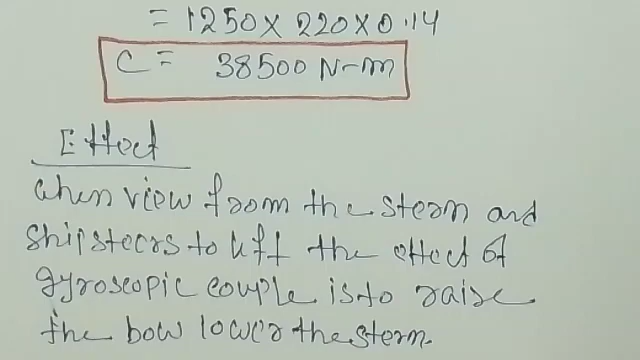 = 1250 x 220 x 0.14
C = 38500 N-m
Effect
When view from the stern and
Ship steers to left the effect of
gyroscopic couple is to raise
the bow lower the stern.